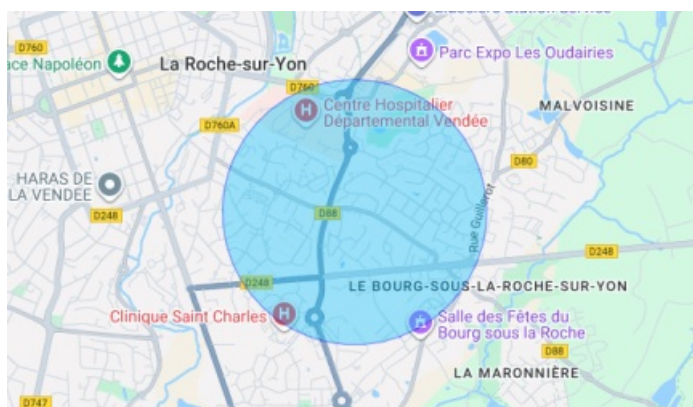 D760
ace Napoléon
La Roche-sur-Yon
Parc Expo Les Oudairies
D760
D760A
Centre Hospitalier
Départemental Vendée
MALVOISINE
D80
HARAS DE
LA VENDÉE
D248
D88
Rue Guillerot
D248
D248
LE BOURG-SOUS-LA-ROCHE-SUR-YON
Clinique Saint Charles
Salle des Fêtes du
Bourg sous la Roche
D88
LA MARONNIÈRE
D747